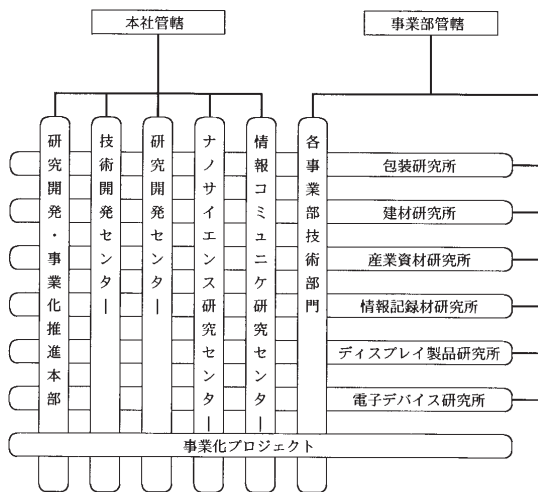 本社管轄
事業部管轄
研究開発・事業化推進本部
技術開発センター
研究開発センター
ナノサイエンス研究センター
情報コミュニケ研究センター
各事業部技術部門
包装研究所
建材研究所
産業資材研究所
情報記録材研究所
ディスプレイ製品研究所
電子デバイス研究所
事業化プロジェクト